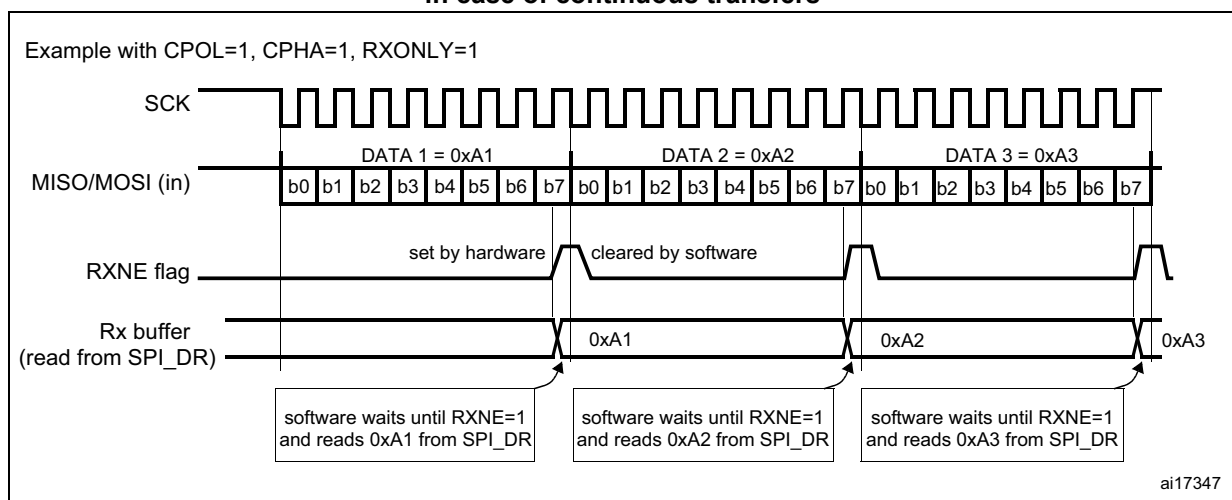 in case of continuous transfers
Example with CPOL=1, CPHA=1, RXONLY=1
SCK
DATA 1 = 0xA1 DATA 2 = 0xA2 DATA 3 = 0xA3
MISO/MOSI (in)
b0 b1 b2 b3 b4 b5 b6 b7 b0 b1 b2 b3 b4 b5 b6 b7 b0 b1 b2 b3 b4 b5 b6 b7
set by hardware cleared by software
RXNE flag
Rx buffer
(read from SPI_DR)
0xA1 0xA2 0xA3
software waits until RXNE=1
and reads 0xA1 from SPI_DR
software waits until RXNE=1
and reads 0xA2 from SPI_DR
software waits until RXNE=1
and reads 0xA3 from SPI_DR
ai17347